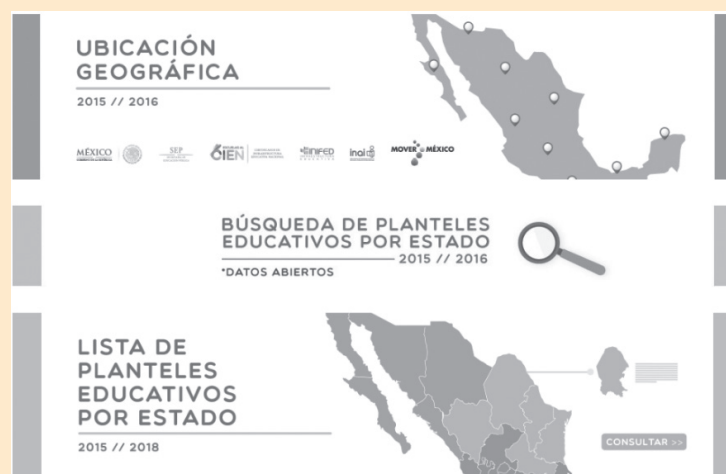 UBICACIÓN
GEOGRÁFICA
2015 // 2016
MÉXICO
SEP
INIFED
inai
MOVER A MÉXICO
BÚSQUEDA DE PLANTELES
EDUCATIVOS POR ESTADO
2015 // 2016
*DATOS ABIERTOS
LISTA DE
PLANTELES
EDUCATIVOS
POR ESTADO
2015 // 2018
CONSULTAR >>